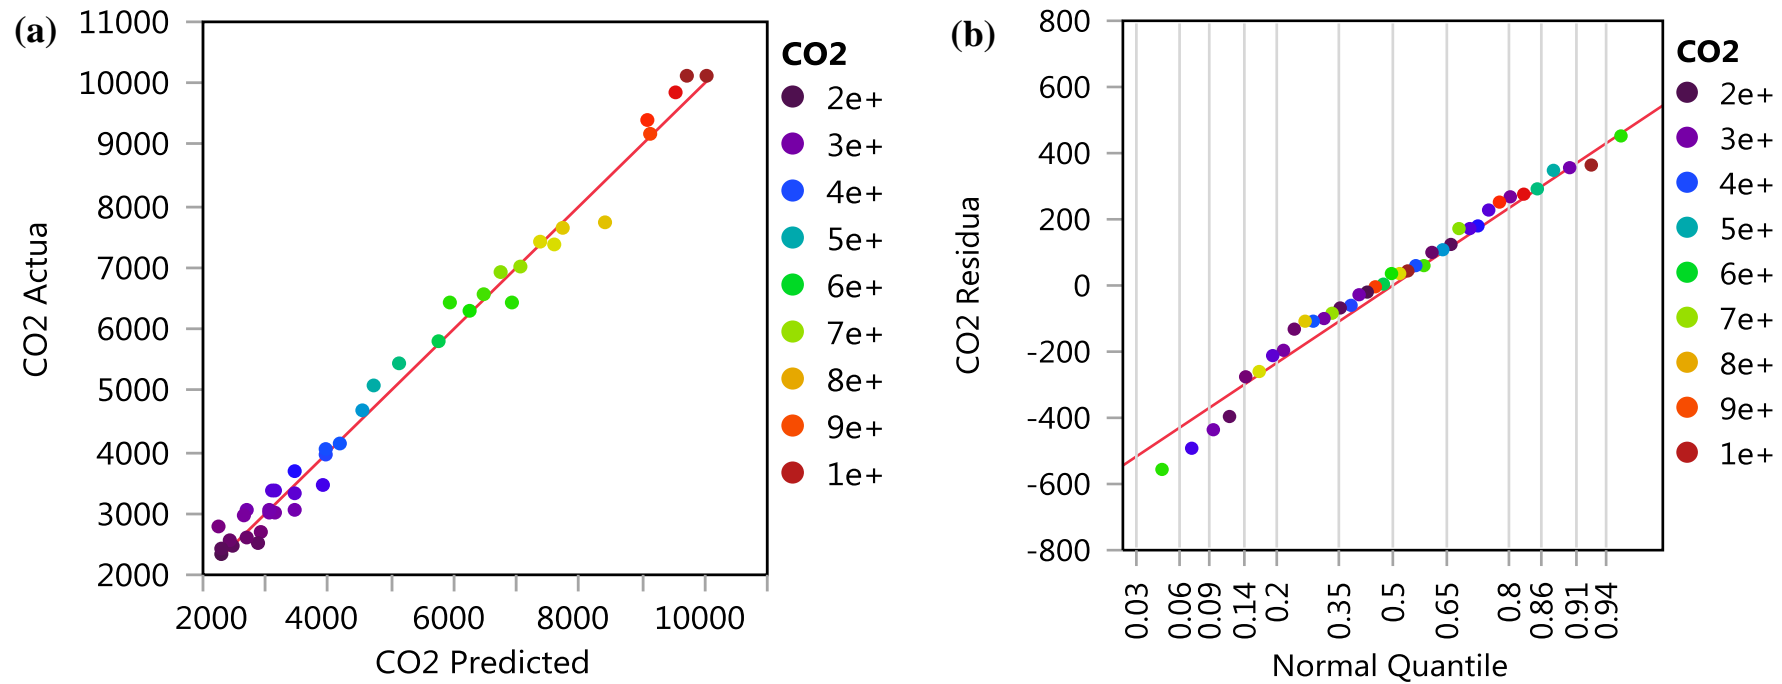 (a)
11000
10000
9000
8000
7000
6000
5000
4000
3000
2000
CO2 Actua
2000 4000 6000 8000 10000
CO2 Predicted
CO2
2e+
3e+
4e+
5e+
6e+
7e+
8e+
9e+
1e+
(b)
800
600
400
200
0
-200
-400
-600
-800
CO2 Residua
0.03 0.06 0.09 0.14 0.2 0.35 0.5 0.65 0.8 0.86 0.91 0.94
Normal Quantile
CO2
2e+
3e+
4e+
5e+
6e+
7e+
8e+
9e+
1e+